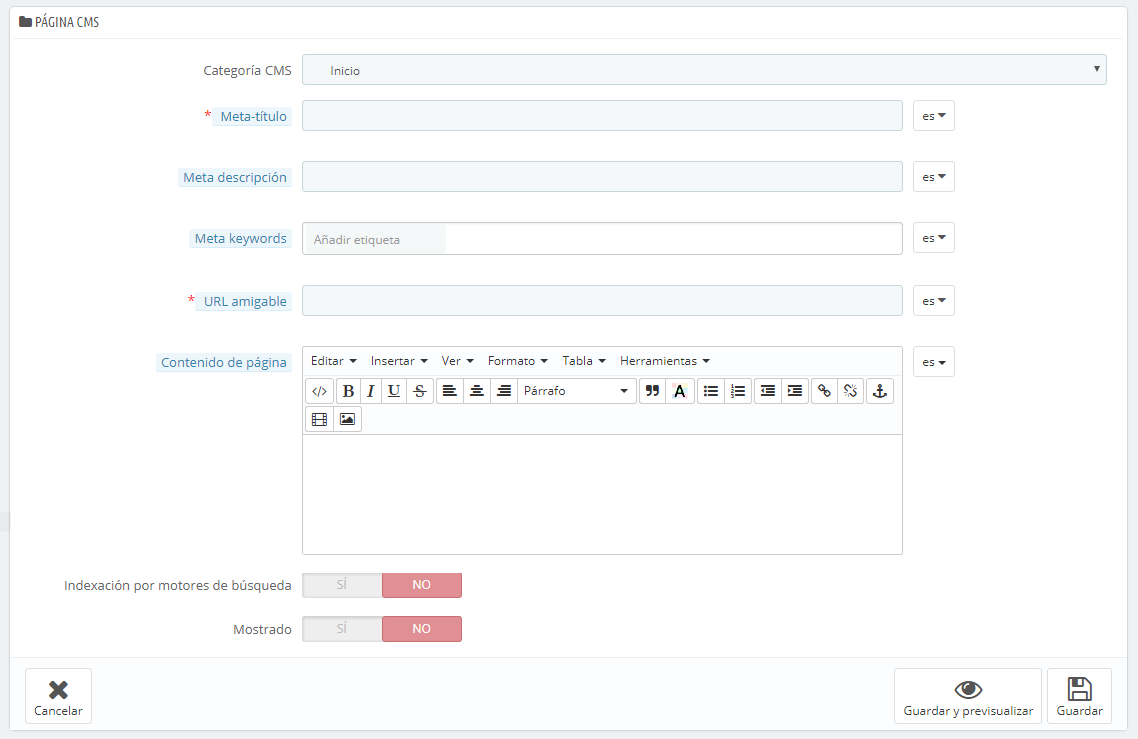 PÁGINA CMS
Categoría CMS Inicio
* Meta-título es
Meta descripción es
Meta keywords Añadir etiqueta es
* URL amigable es
Contenido de página Editar Insertar Ver Formato Tabla Herramientas es
</> B I U S Párrafo A
Indexación por motores de búsqueda SÍ NO
Mostrado SÍ NO
Cancelar Guardar y previsualizar Guardar